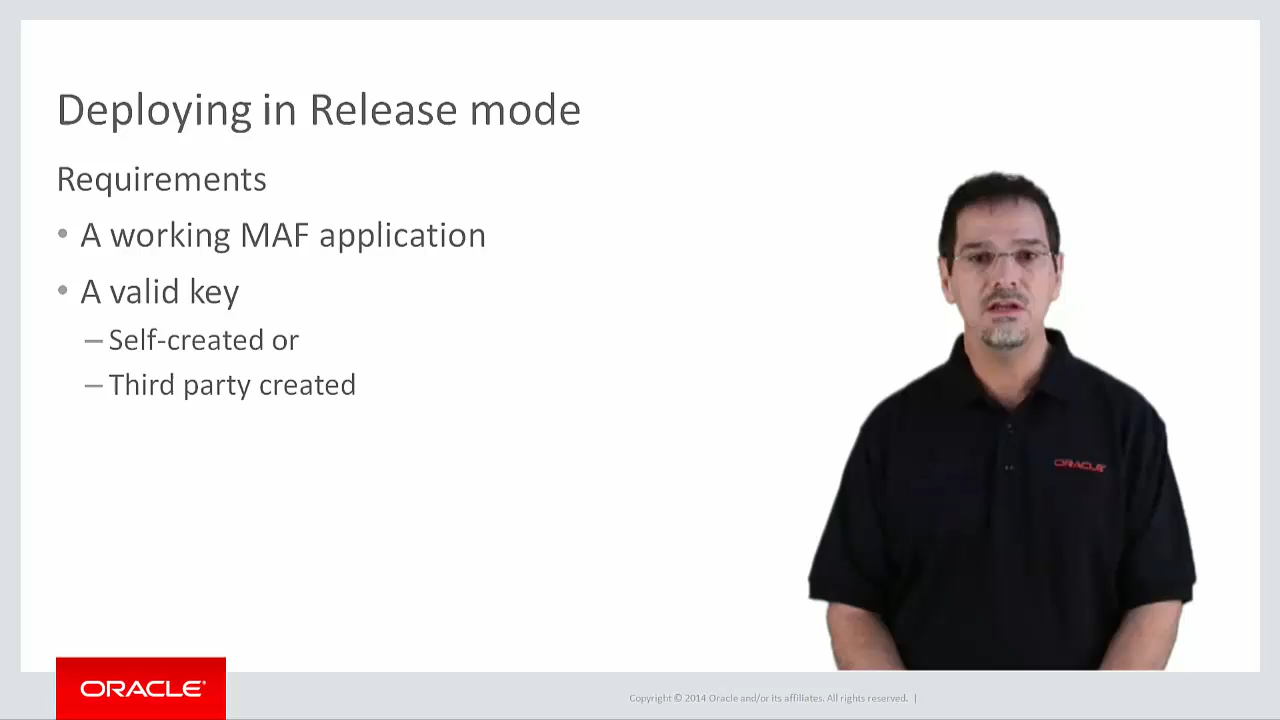 Deploying in Release mode
Requirements
• A working MAF application
• A valid key
– Self-created or
– Third party created
ORACLE
ORACLE®
Copyright © 2014 Oracle and/or its affiliates. All rights reserved. |